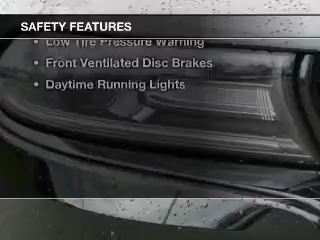 SAFETY FEATURES
• Low Tire Pressure Warning
• Front Ventilated Disc Brakes
• Daytime Running Lights